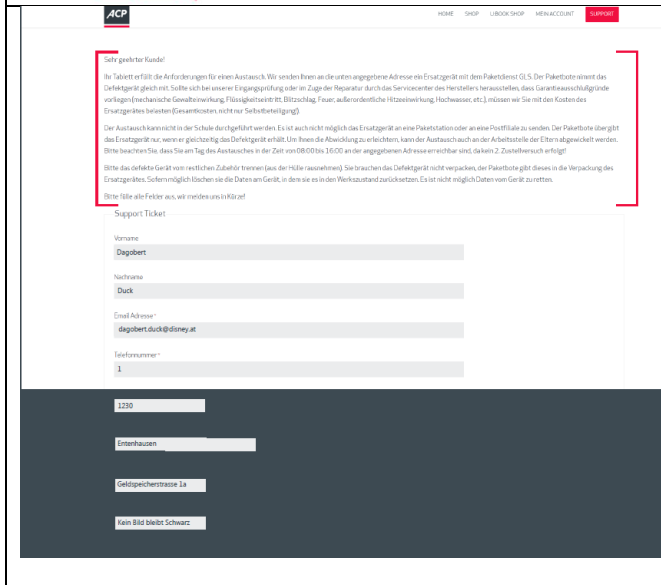 ACP
HOME SHOP LIBOOK SHOP MEIN ACCOUNT SUPPORT
Sehr geehrter Kunde!
Ihr Tablett erfüllt die Anforderungen für einen Austausch. Wir senden Ihnen an die unten angegebene Adresse ein Ersatzgerät mit dem Paketdienst GLS. Der Paketbote nimmt das
Defektgerät gleich mit. Sollte sich bei unserer Eingangsprüfung oder im Zuge der Reparatur durch das Servicecenter des Herstellers herausstellen, dass Garantieausschlußgründe
vorliegen (mechanische Gewalteinwirkung, Flüssigkeitseintritt, Blitzschlag, Feuer, außerordentliche Hitzeeinwirkung, Hochwasser, etc.), müssen wir Sie mit den Kosten des
Ersatzgerätes belasten (Gesamtkosten, nicht nur Selbstbeteiligung!).
Der Austausch kann nicht in der Schule durchgeführt werden. Es ist auch nicht möglich das Ersatzgerät an eine Paketstation oder an eine Postfiliale zu senden. Der Paketbote übergibt
das Ersatzgerät nur, wenn er gleichzeitig das Defektgerät erhält. Um Ihnen die Abwicklung zu erleichtern, kann der Austausch auch an der Arbeitsstelle der Eltern abgewickelt werden.
Bitte beachten Sie, dass Sie am Tag des Austausches in der Zeit von 08:00 bis 16:00 an der angegebenen Adresse erreichbar sind, da kein 2. Zustellversuch erfolgt!
Bitte das defekte Gerät vom restlichen Zubehör trennen (aus der Hülle rausnehmen). Sie brauchen das Defektgerät nicht verpacken, der Paketbote gibt dieses in die Verpackung des
Ersatzgerätes. Sofern möglich löschen sie die Daten am Gerät, in dem sie es in den Werkszustand zurücksetzen. Es ist nicht möglich Daten vom Gerät zu retten.
Bitte fülle alle Felder aus, wir melden uns in Kürze!
Support Ticket
Vorname
Dagobert
Nachname
Duck
Email Adresse *
dagobert.duck@disney.at
Telefonnummer *
1
1230
Entenhausen
Geldspeicherstrasse 1a
Kein Bild bleibt Schwarz